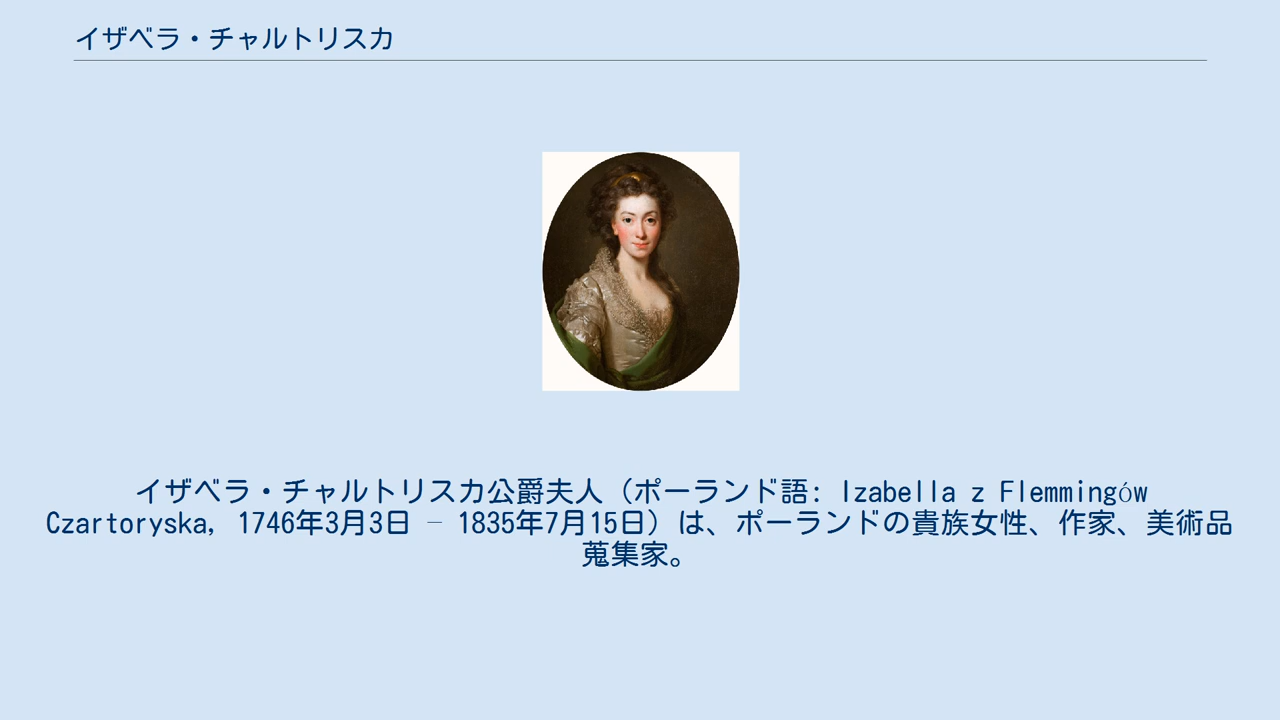 イザベラ・チャルトリスカ
イザベラ・チャルトリスカ公爵夫人（ポーランド語: Izabella z Flemmingów
Czartoryska, 1746年3月3日 – 1835年7月15日）は、ポーランドの貴族女性、作家、美術品
蒐集家。